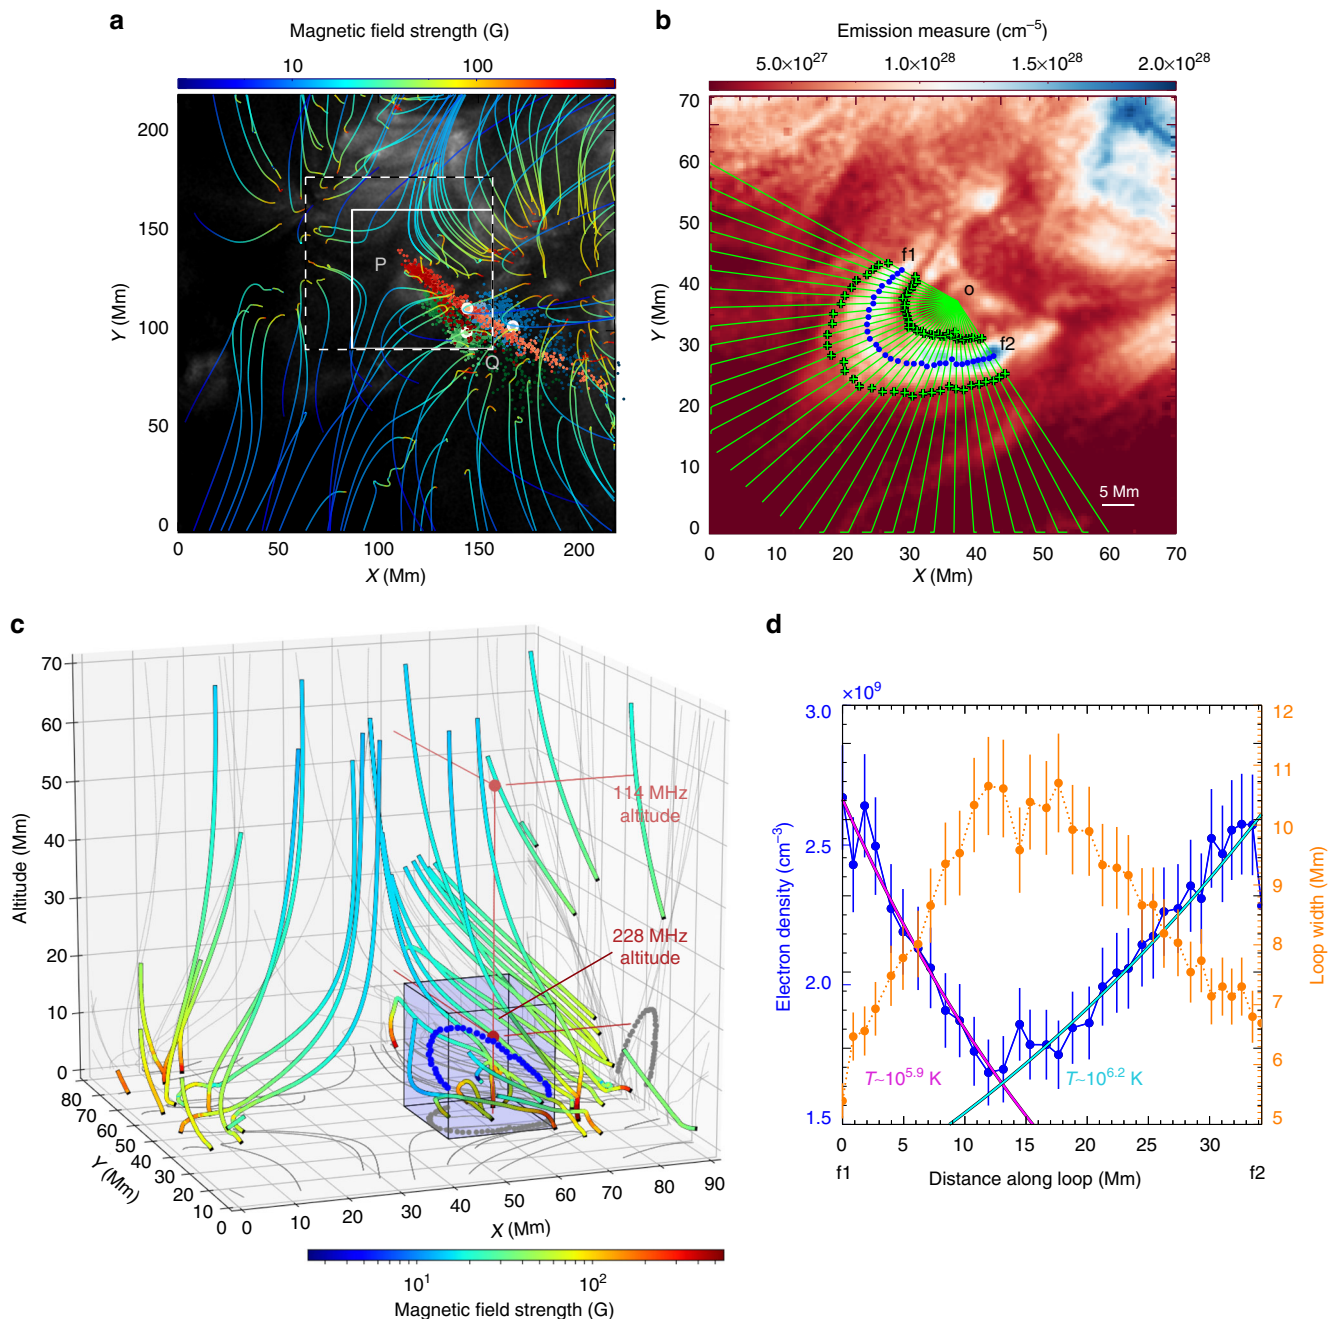 a
Magnetic field strength (G)
10
100
200
150
100
50
0
Y (Mm)
P
Q
0
50
100
150
200
X (Mm)
b
Emission measure (cm⁻⁵)
5.0×10²⁷
1.0×10²⁸
1.5×10²⁸
2.0×10²⁸
70
60
50
40
30
20
10
0
Y (Mm)
f1
o
f2
5 Mm
0
20
30
40
50
60
70
X (Mm)
c
70
60
50
40
30
20
10
0
Altitude (Mm)
114 MHz
altitude
228 MHz
altitude
80
70
60
50
40
30
20
10
0
Y (Mm)
0
10
20
30
40
50
60
70
80
90
X (Mm)
10¹
10²
Magnetic field strength (G)
d
×10⁹
3.0
2.5
2.0
1.5
Electron density (cm⁻³)
12
11
10
9
8
7
6
5
Loop width (Mm)
T~10⁵·⁹ K
T~10⁶·² K
0
5
10
15
20
25
30
f1
Distance along loop (Mm)
f2